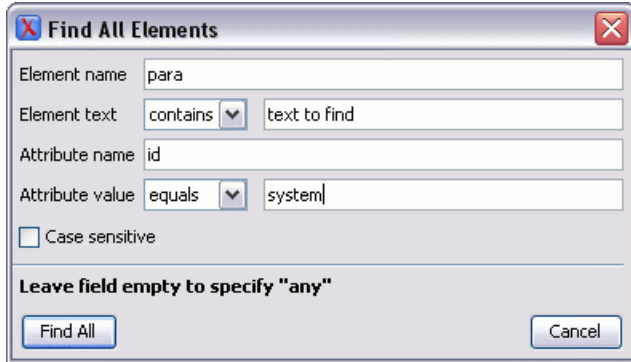 Find All Elements
Element name para
Element text contains text to find
Attribute name id
Attribute value equals system
Case sensitive
Leave field empty to specify "any"
Find All Cancel